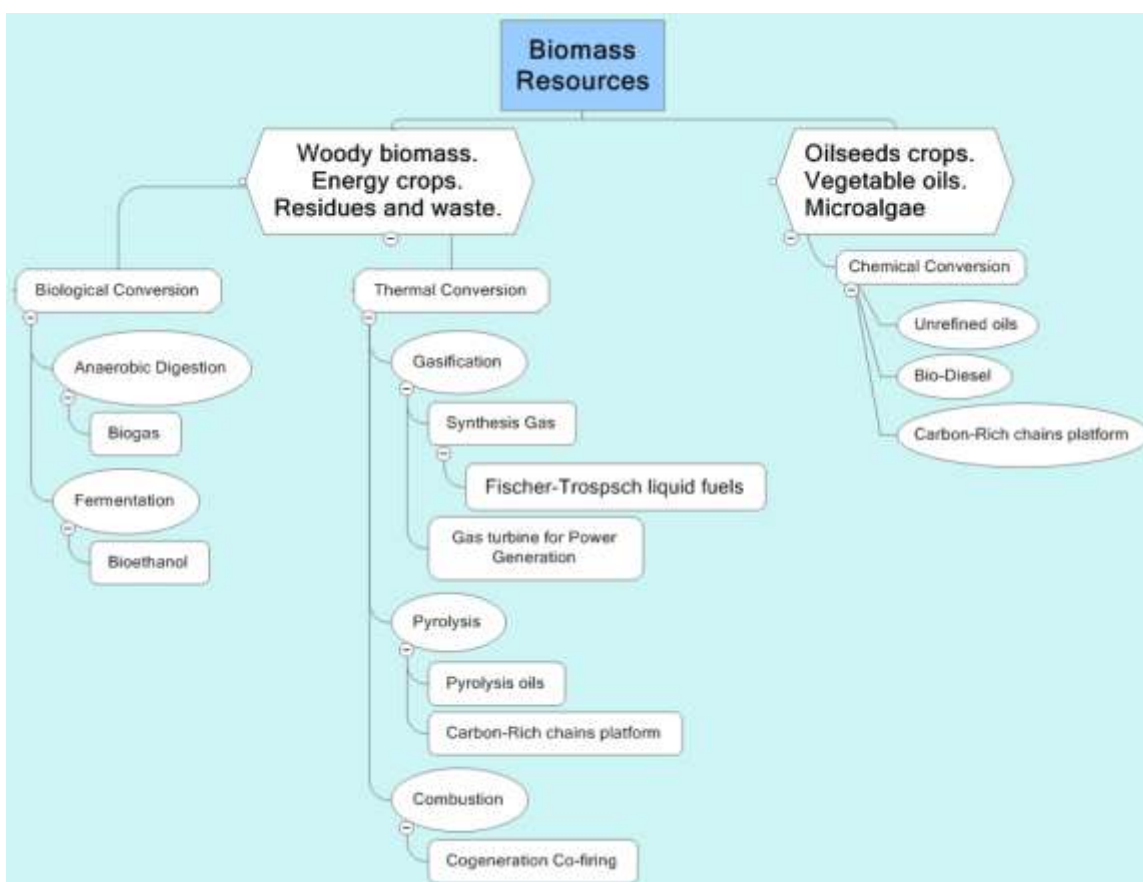 Biomass
Resources
Woody biomass.
Energy crops.
Residues and waste.
Oilseeds crops.
Vegetable oils.
Microalgae
Biological Conversion
Anaerobic Digestion
Biogas
Fermentation
Bioethanol
Thermal Conversion
Gasification
Synthesis Gas
Fischer-Trospsch liquid fuels
Gas turbine for Power
Generation
Pyrolysis
Pyrolysis oils
Carbon-Rich chains platform
Combustion
Cogeneration Co-firing
Chemical Conversion
Unrefined oils
Bio-Diesel
Carbon-Rich chains platform